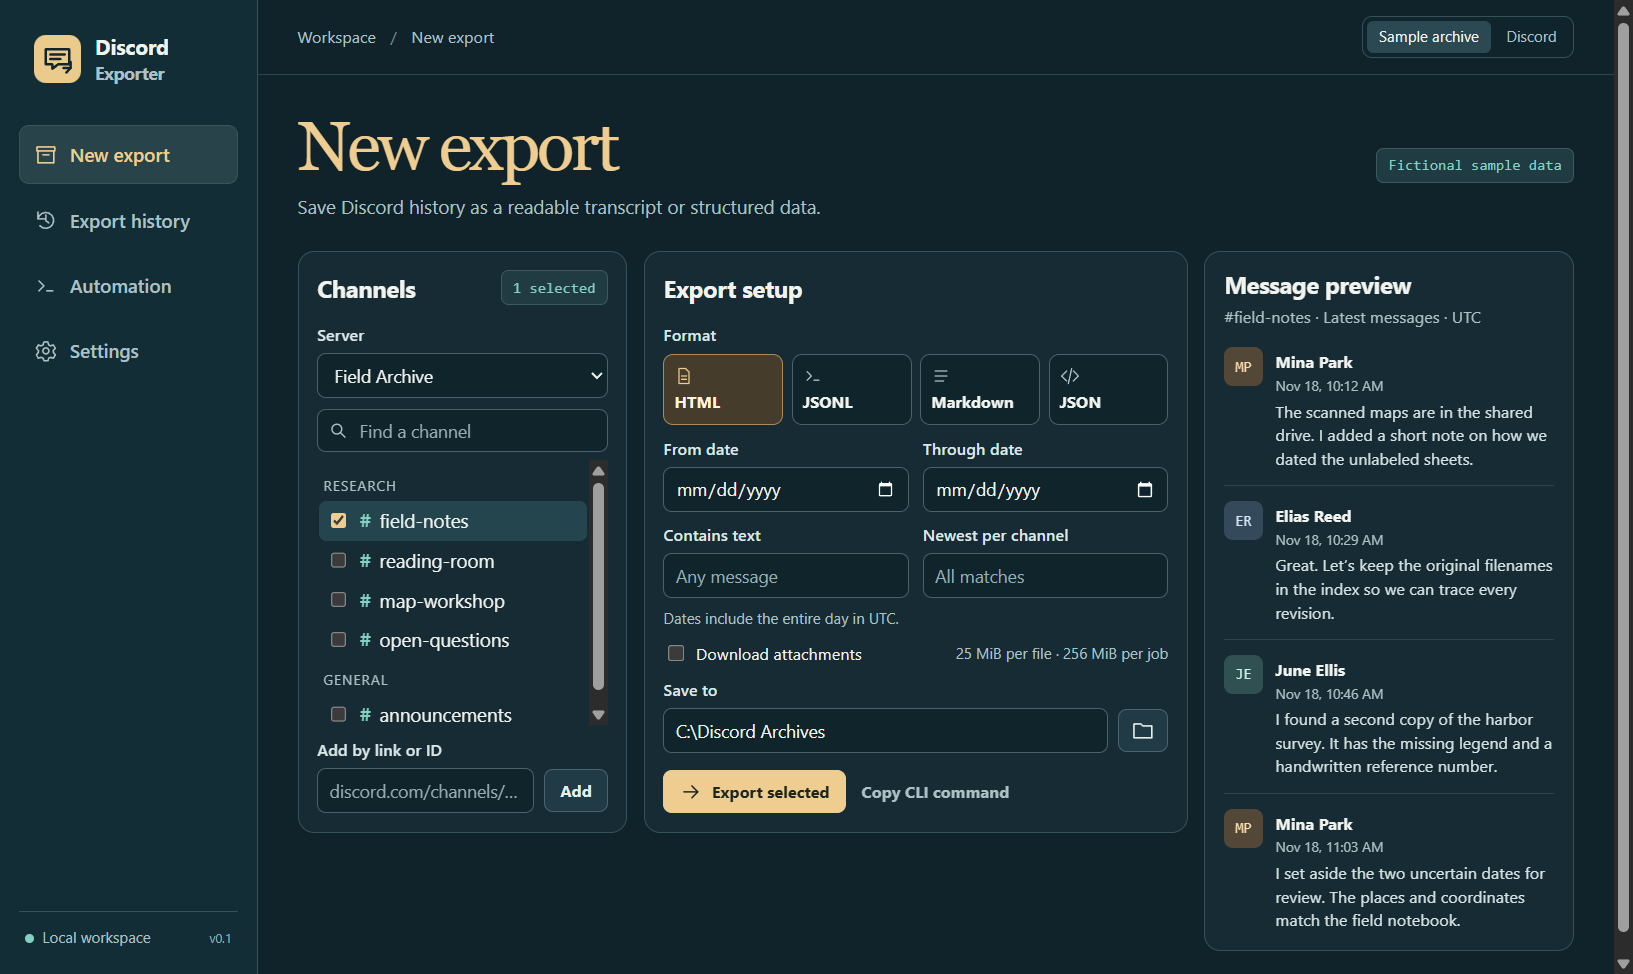 Discord
Exporter
New export
Export history
Automation
Settings
Local workspace
v0.1
Workspace / New export
Sample archive
Discord
New export
Save Discord history as a readable transcript or structured data.
Fictional sample data
Channels
1 selected
Server
Field Archive
Find a channel
RESEARCH
# field-notes
# reading-room
# map-workshop
# open-questions
GENERAL
# announcements
Add by link or ID
discord.com/channels/...
Add
Export setup
Format
HTML
JSONL
Markdown
JSON
From date
Through date
mm/dd/yyyy
mm/dd/yyyy
Contains text
Newest per channel
Any message
All matches
Dates include the entire day in UTC.
Download attachments
25 MiB per file · 256 MiB per job
Save to
C:\Discord Archives
Export selected
Copy CLI command
Message preview
#field-notes · Latest messages · UTC
MP
Mina Park
Nov 18, 10:12 AM
The scanned maps are in the shared
drive. I added a short note on how we
dated the unlabeled sheets.
ER
Elias Reed
Nov 18, 10:29 AM
Great. Let's keep the original filenames
in the index so we can trace every
revision.
JE
June Ellis
Nov 18, 10:46 AM
I found a second copy of the harbor
survey. It has the missing legend and a
handwritten reference number.
MP
Mina Park
Nov 18, 11:03 AM
I set aside the two uncertain dates for
review. The places and coordinates
match the field notebook.